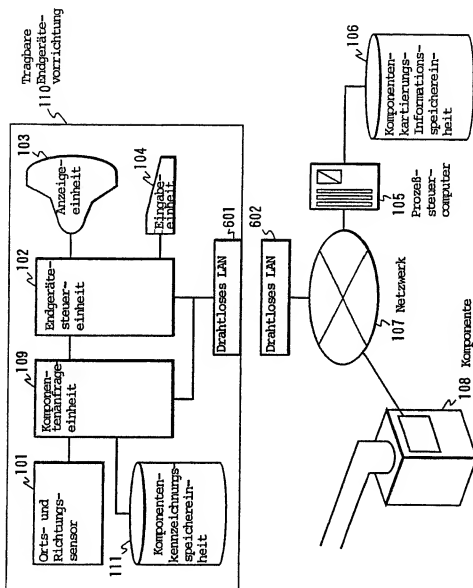 Tragbare
Endgeräte-
110 vorrichtung
101
Orts- und
Richtungs-
sensor
109
Komponen-
tenanfrage-
einheit
102
Endgeräte-
steuer-
einheit
103
Anzeige-
einheit
104
Eingabe-
einheit
111
Komponenten-
kennzeichnungs-
speicherein-
heit
Drahtloses LAN
601
Drahtloses LAN
602
106
Komponenten-
kartierungs-
Informations-
speicherein-
heit
105
Prozeß-
steuer-
computer
107 Netzwerk
108 Komponente